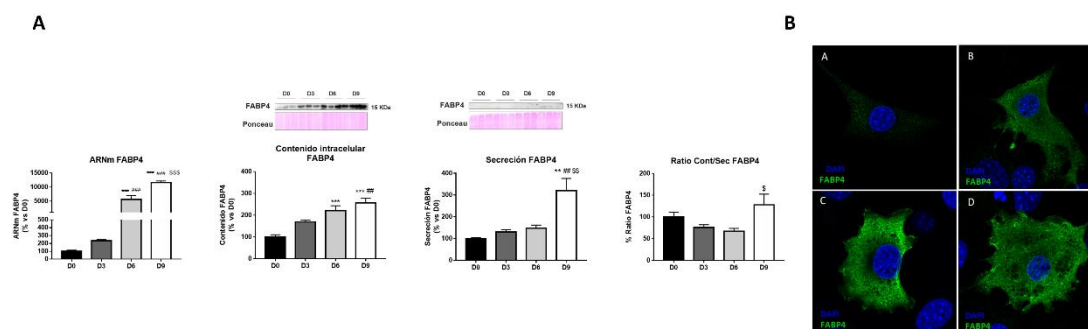 A
B
D0 D3 D6 D9
FABP4 15 KDa
Ponceau
D0 D3 D6 D9
FABP4 15 KDa
Ponceau
ARNm FABP4
ARNm FABP4
(% vs D0)
15000
10000
5000
500
400
300
200
100
0
*** ###
*** ### $$$
D0 D3 D6 D9
Contenido intracelular
FABP4
Contenido FABP4
(% vs D0)
400
300
200
100
0
***
*** ##
D0 D3 D6 D9
Secreción FABP4
Secreción FABP4
(% vs D0)
400
300
200
100
0
** ## $$
D0 D3 D6 D9
Ratio Cont/Sec FABP4
% Ratio FABP4
200
150
100
50
0
$
D0 D3 D6 D9
A
DAPI
FABP4
B
DAPI
FABP4
C
DAPI
FABP4
D
DAPI
FABP4